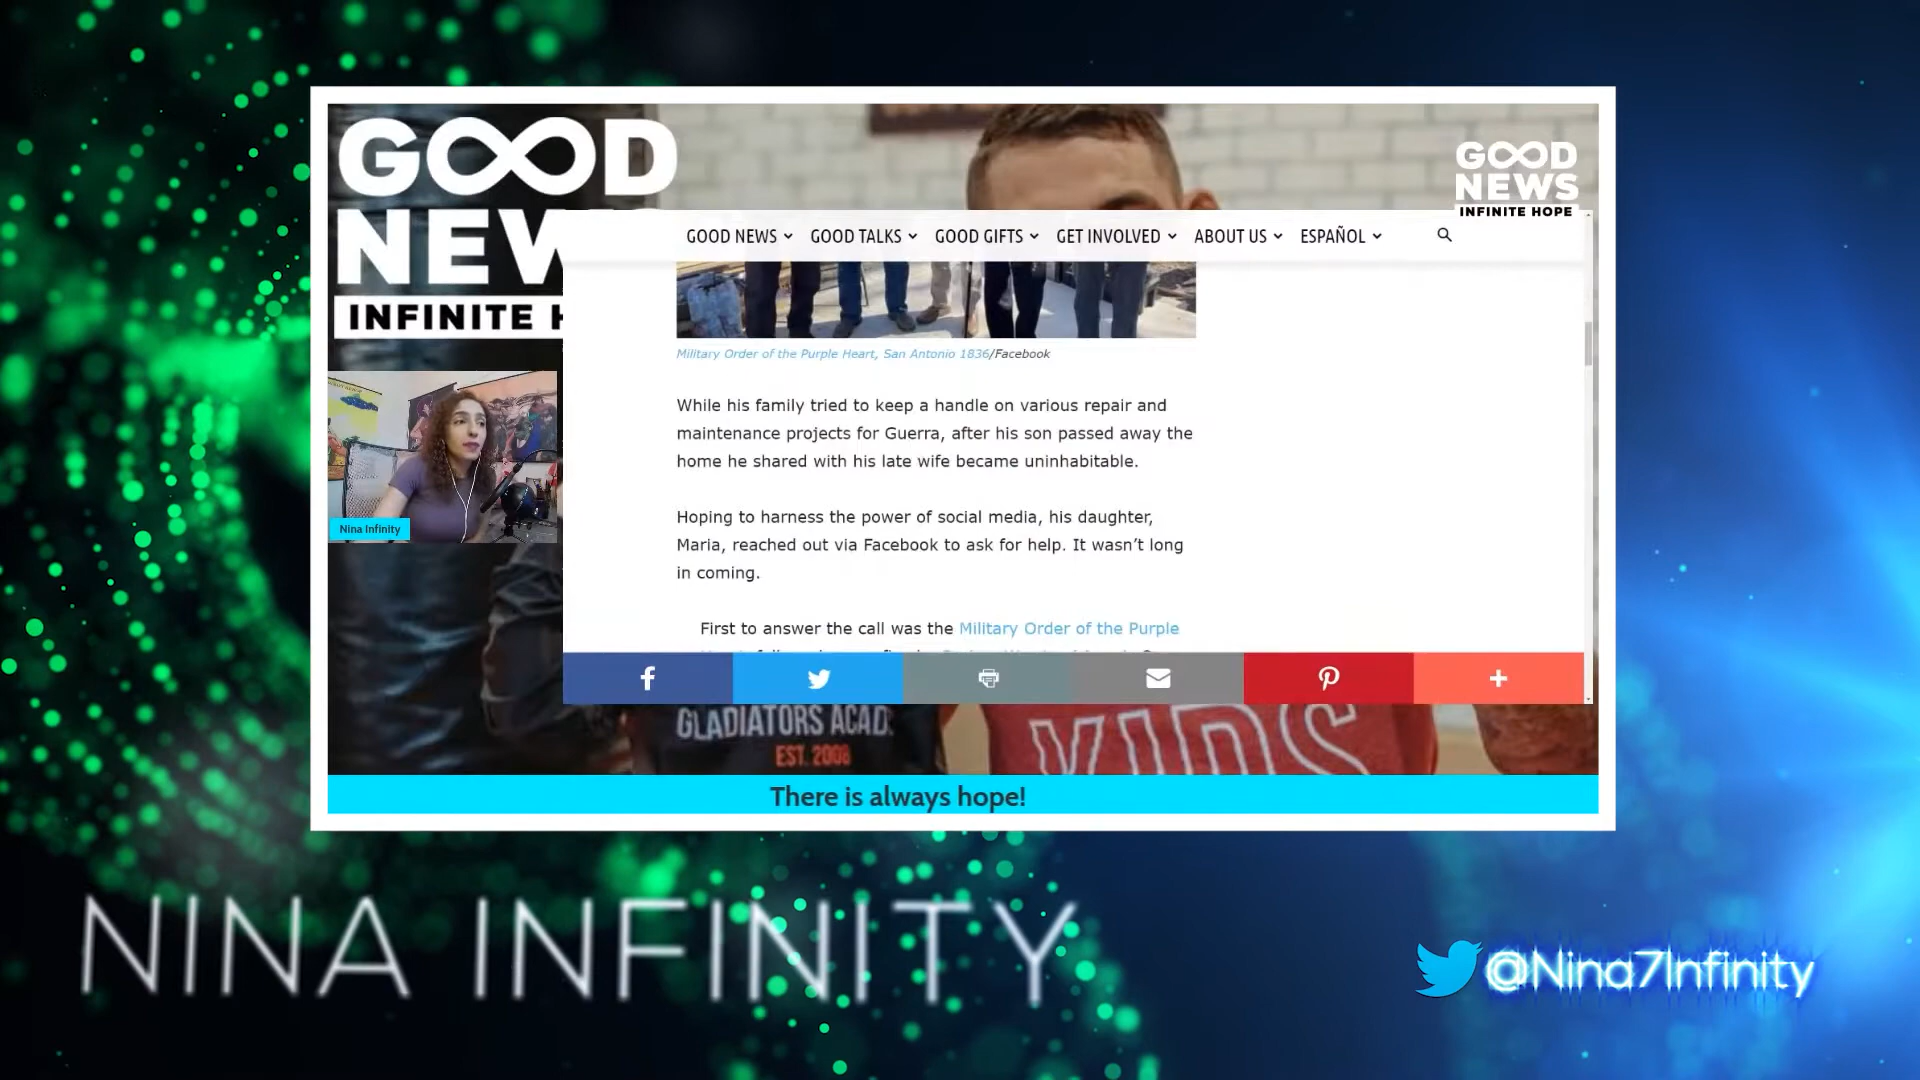 GOOD
NEWS
INFINITE HOPE
GOOD
NEW
INFINITE H
GOOD NEWS GOOD TALKS GOOD GIFTS GET INVOLVED ABOUT US ESPAÑOL
Military Order of the Purple Heart, San Antonio 1836/Facebook
While his family tried to keep a handle on various repair and
maintenance projects for Guerra, after his son passed away the
home he shared with his late wife became uninhabitable.
Hoping to harness the power of social media, his daughter,
Maria, reached out via Facebook to ask for help. It wasn’t long
in coming.
First to answer the call was the Military Order of the Purple
Nina Infinity
GLADIATORS ACAD.
EST. 2008
KIDS
There is always hope!
NINA INFINITY
@Nina7Infinity